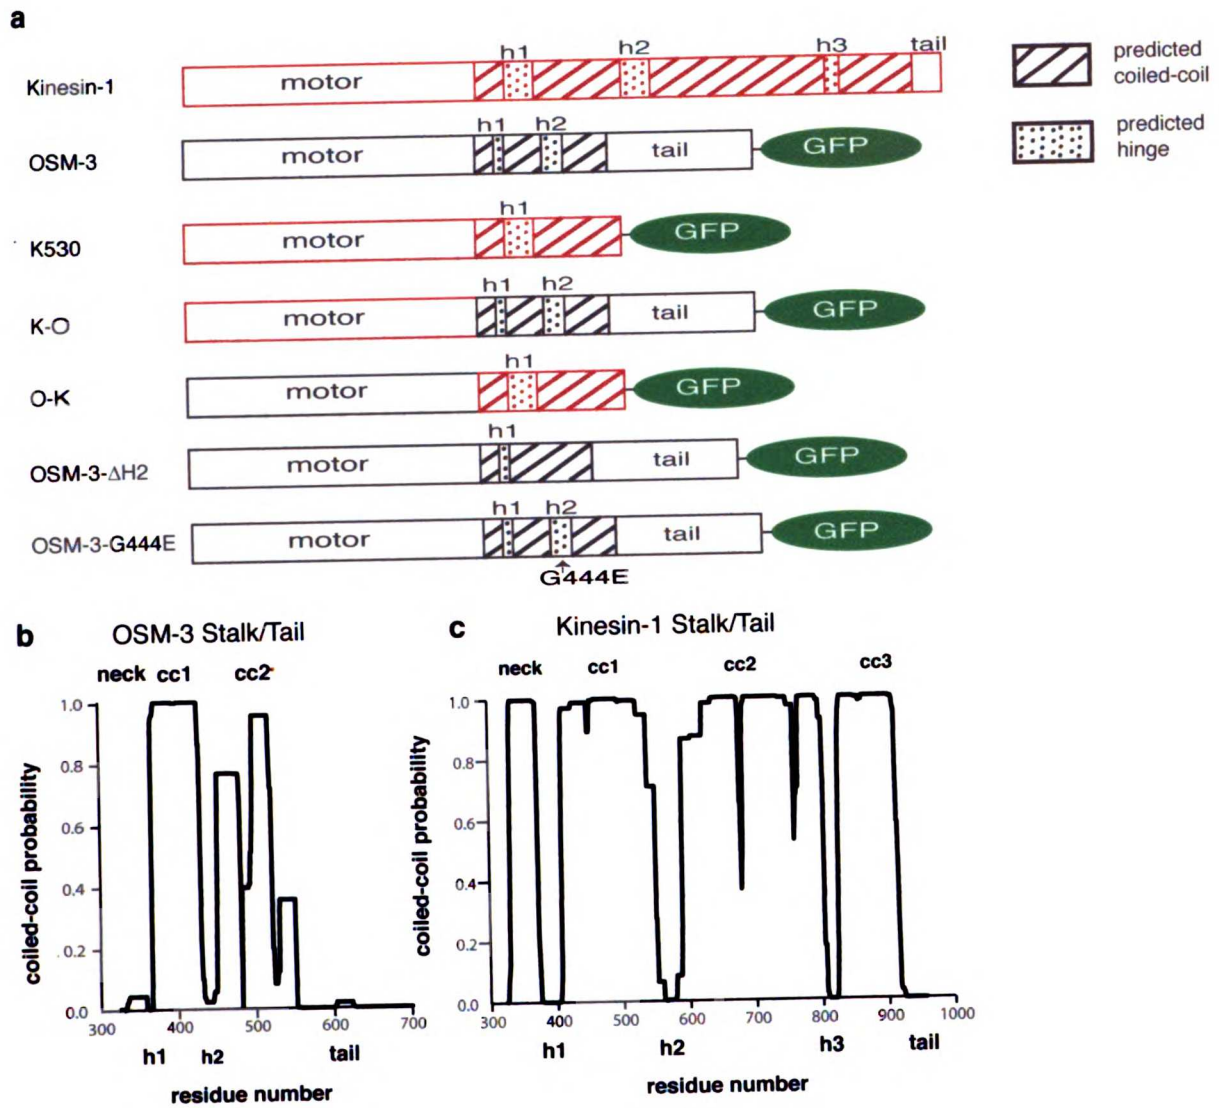 a
h1 h2 h3 tail
Kinesin-1 motor
predicted
coiled-coil
h1 h2
OSM-3 motor tail GFP
predicted
hinge
h1
K530 motor GFP
h1 h2
K-O motor tail GFP
h1
O-K motor GFP
h1
OSM-3-ΔH2 motor tail GFP
h1 h2
OSM-3-G444E motor tail GFP
G444E
b OSM-3 Stalk/Tail
neck cc1 cc2
coiled-coil probability
1.0
0.8
0.6
0.4
0.2
0.0
300 400 500 600 700
h1 h2 tail
residue number
c Kinesin-1 Stalk/Tail
neck cc1 cc2 cc3
coiled-coil probability
1.0
0.8
0.6
0.4
0.2
0.0
300 400 500 600 700 800 900 1000
h1 h2 h3 tail
residue number